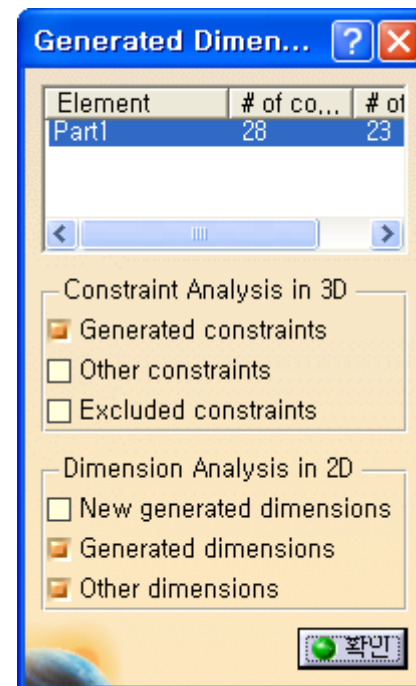 Generated Dimen... ?
Element # of co... # of
Part1 28 23
Constraint Analysis in 3D
Generated constraints
Other constraints
Excluded constraints
Dimension Analysis in 2D
New generated dimensions
Generated dimensions
Other dimensions
확인